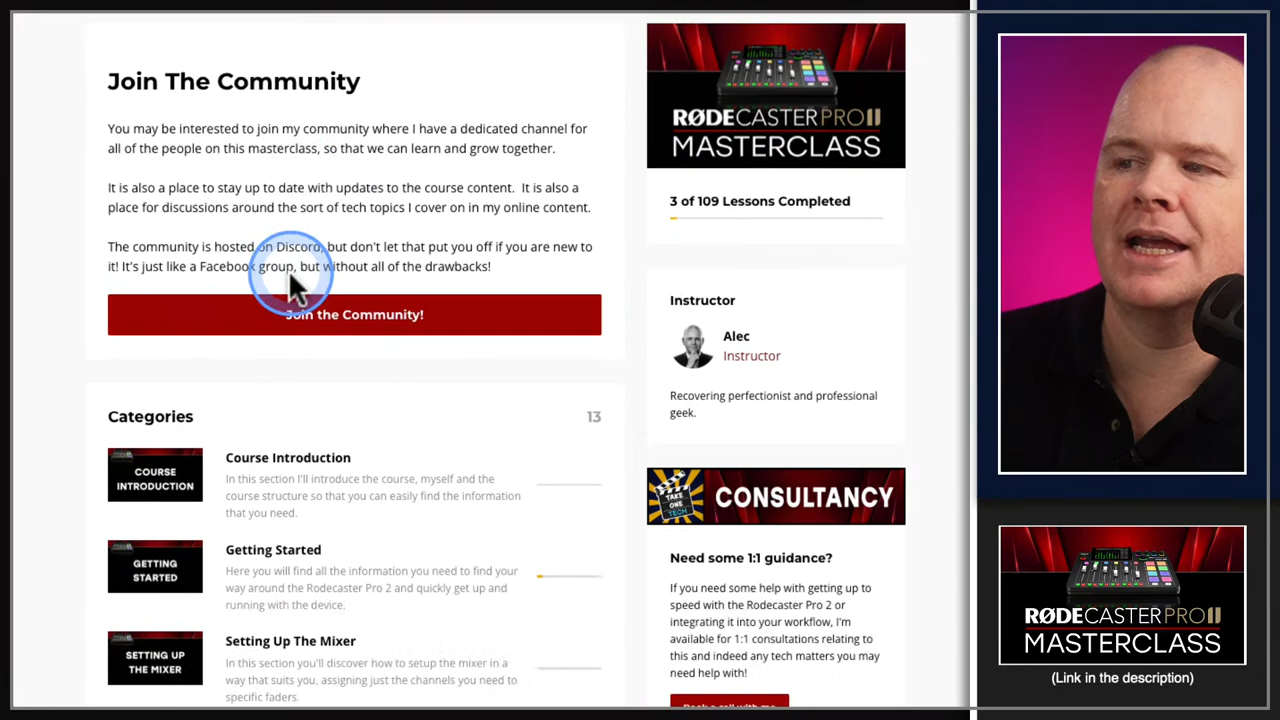 Join The Community
You may be interested to join my community where I have a dedicated channel for
all of the people on this masterclass, so that we can learn and grow together.
It is also a place to stay up to date with updates to the course content.  It is also a
place for discussions around the sort of tech topics I cover on in my online content.
The community is hosted on Discord, but don't let that put you off if you are new to
it! It's just like a Facebook group, but without all of the drawbacks!
Join the Community!
Categories
13
COURSE
INTRODUCTION
Course Introduction
In this section I'll introduce the course, myself and the
course structure so that you can easily find the information
that you need.
GETTING
STARTED
Getting Started
Here you will find all the information you need to find your
way around the Rodecaster Pro 2 and quickly get up and
running with the device.
SETTING UP
THE MIXER
Setting Up The Mixer
In this section you'll discover how to setup the mixer in a
way that suits you, assigning just the channels you need to
specific faders.
RØDECASTER PRO II
MASTERCLASS
3 of 109 Lessons Completed
Instructor
Alec
Instructor
Recovering perfectionist and professional
geek.
TAKE
ONE
TECH
CONSULTANCY
Need some 1:1 guidance?
If you need some help with getting up to
speed with the Rodecaster Pro 2 or
integrating it into your workflow, I'm
available for 1:1 consultations relating to
this and indeed any tech matters you may
need help with!
Book a call with me
RØDECASTER PRO II
MASTERCLASS
(Link in the description)